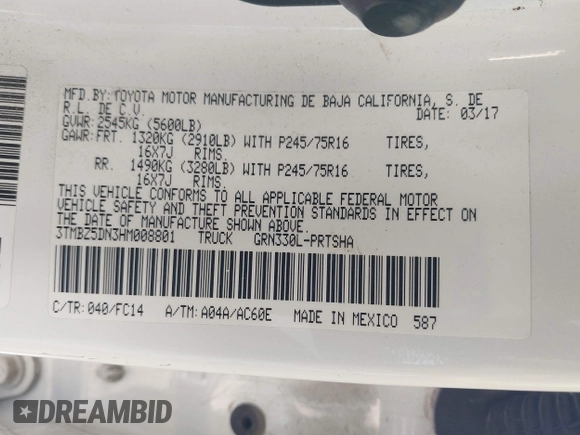 MFD.BY:TOYOTA MOTOR MANUFACTURING DE BAJA CALIFORNIA, S. DE
R.L. DE C.V. DATE: 03/17
GVWR:2545KG (5600LB)
GAWR:FRT. 1320KG (2910LB) WITH P245/75R16 TIRES,
16X7J RIMS.
RR. 1490KG (3280LB) WITH P245/75R16 TIRES,
16X7J RIMS.
THIS VEHICLE CONFORMS TO ALL APPLICABLE FEDERAL MOTOR
VEHICLE SAFETY AND THEFT PREVENTION STANDARDS IN EFFECT ON
THE DATE OF MANUFACTURE SHOWN ABOVE.
3TMBZ5DN3HM008801 TRUCK GRN330L-PRTSHA
C/TR:040/FC14 A/TM:A04A/AC60E MADE IN MEXICO 587
DREAMBID